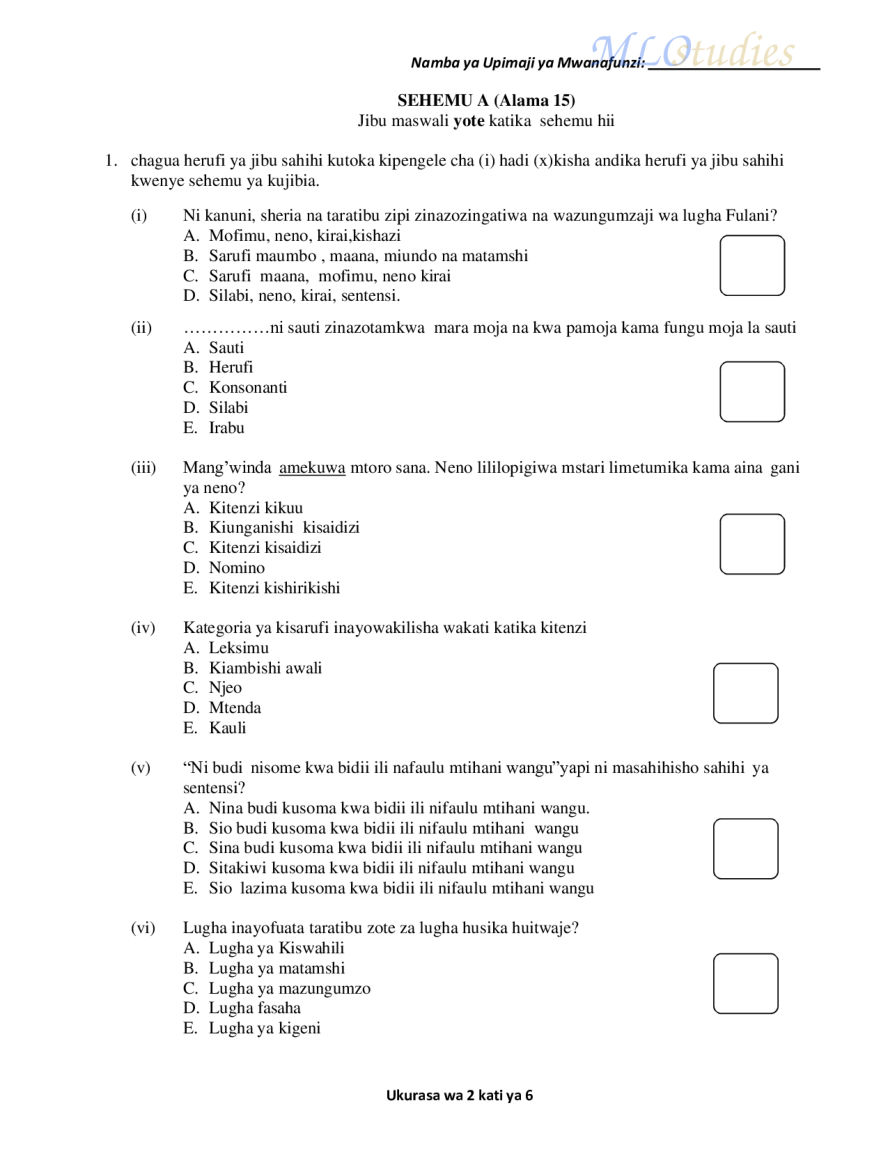 MLOstudies
Namba ya Upimaji ya Mwanafunzi:
SEHEMU A (Alama 15)
Jibu maswali yote katika sehemu hii
1. chagua herufi ya jibu sahihi kutoka kipengele cha (i) hadi (x)kisha andika herufi ya jibu sahihi
kwenye sehemu ya kujibia.
(i) Ni kanuni, sheria na taratibu zipi zinazozingatiwa na wazungumzaji wa lugha Fulani?
A. Mofimu, neno, kirai,kishazi
B. Sarufi maumbo , maana, miundo na matamshi
C. Sarufi maana, mofimu, neno kirai
D. Silabi, neno, kirai, sentensi.
(ii) ……………ni sauti zinazotamkwa mara moja na kwa pamoja kama fungu moja la sauti
A. Sauti
B. Herufi
C. Konsonanti
D. Silabi
E. Irabu
(iii) Mang’winda amekuwa mtoro sana. Neno lililopigiwa mstari limetumika kama aina gani
ya neno?
A. Kitenzi kikuu
B. Kiunganishi kisaidizi
C. Kitenzi kisaidizi
D. Nomino
E. Kitenzi kishirikishi
(iv) Kategoria ya kisarufi inayowakilisha wakati katika kitenzi
A. Leksimu
B. Kiambishi awali
C. Njeo
D. Mtenda
E. Kauli
(v) “Ni budi nisome kwa bidii ili nafaulu mtihani wangu”yapi ni masahihisho sahihi ya
sentensi?
A. Nina budi kusoma kwa bidii ili nifaulu mtihani wangu.
B. Sio budi kusoma kwa bidii ili nifaulu mtihani wangu
C. Sina budi kusoma kwa bidii ili nifaulu mtihani wangu
D. Sitakiwi kusoma kwa bidii ili nifaulu mtihani wangu
E. Sio lazima kusoma kwa bidii ili nifaulu mtihani wangu
(vi) Lugha inayofuata taratibu zote za lugha husika huitwaje?
A. Lugha ya Kiswahili
B. Lugha ya matamshi
C. Lugha ya mazungumzo
D. Lugha fasaha
E. Lugha ya kigeni
Ukurasa wa 2 kati ya 6